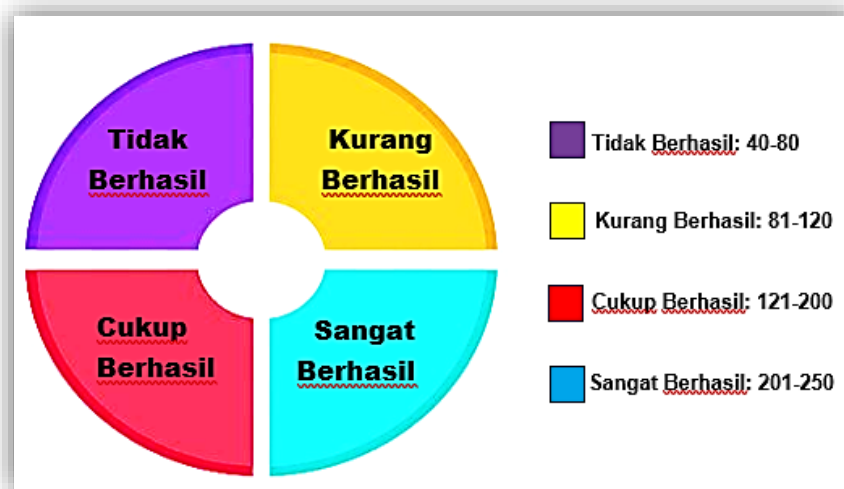 Tidak
Berhasil
Kurang
Berhasil
Cukup
Berhasil
Sangat
Berhasil
Tidak Berhasil: 40-80
Kurang Berhasil: 81-120
Cukup Berhasil: 121-200
Sangat Berhasil: 201-250